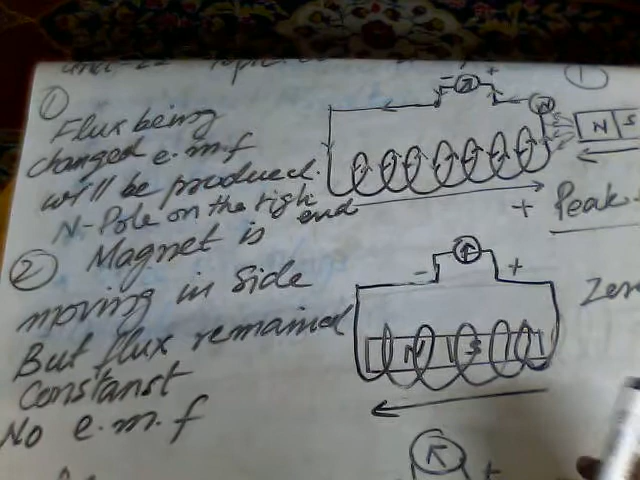 ①
Flux being
changed e.m.f
will be produced.
N-Pole on the right
end
- +
N
N S
+ Peak
②
Magnet is
moving in side
But flux remained
Constanst
No e.m.f
- +
Zero
N S
+